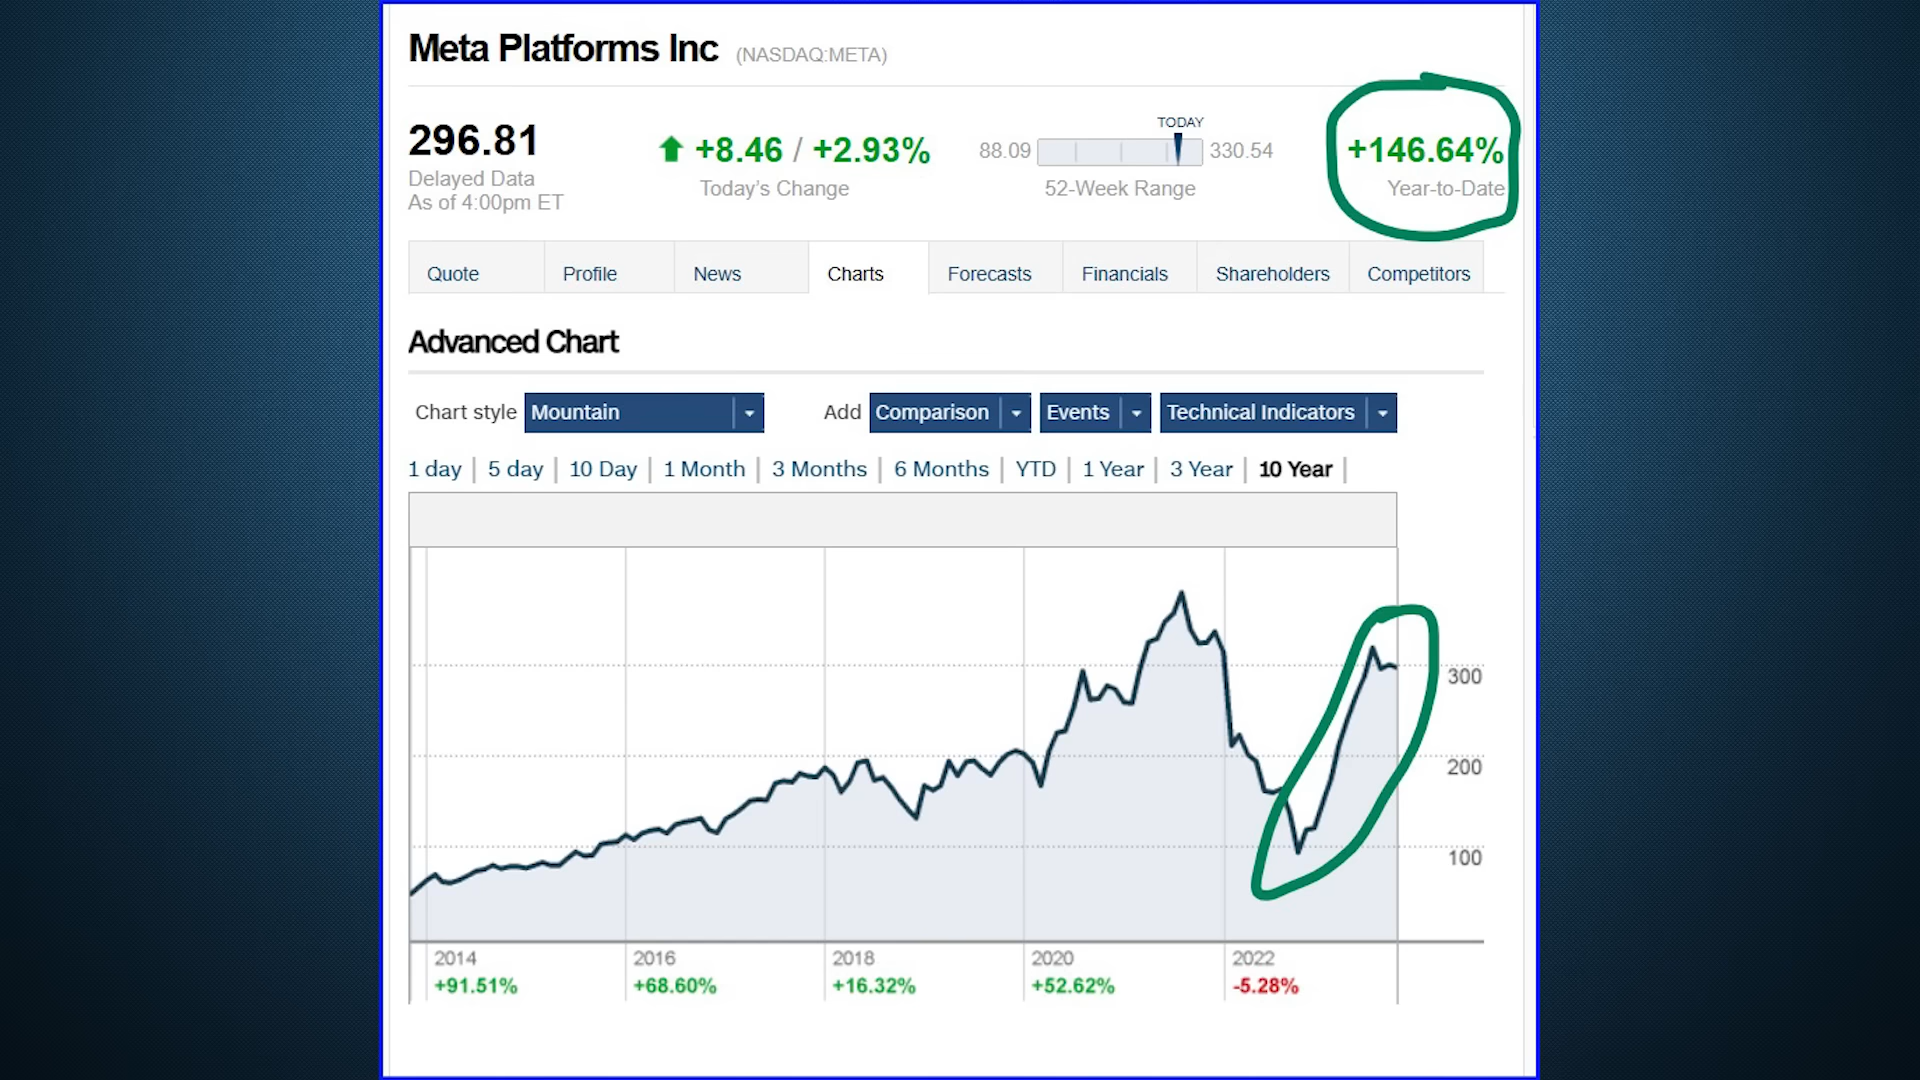 Meta Platforms Inc (NASDAQ:META)
296.81
Delayed Data
As of 4:00pm ET
+8.46 / +2.93%
Today's Change
TODAY
88.09 330.54
52-Week Range
+146.64%
Year-to-Date
Quote Profile News Charts Forecasts Financials Shareholders Competitors
Advanced Chart
Chart style Mountain Add Comparison Events Technical Indicators
1 day | 5 day | 10 Day | 1 Month | 3 Months | 6 Months | YTD | 1 Year | 3 Year | 10 Year |
300
200
100
2014 2016 2018 2020 2022
+91.51% +68.60% +16.32% +52.62% -5.28%